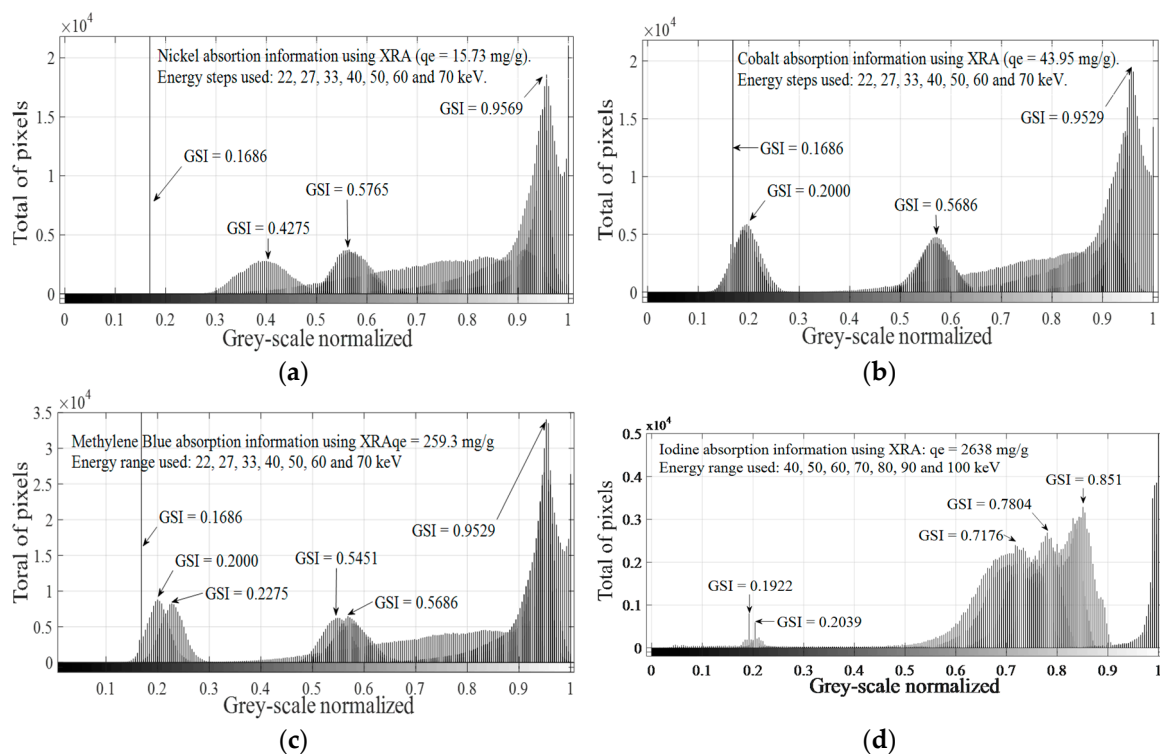 ×10⁴
Nickel absortion information using XRA (qe = 15.73 mg/g).
Energy steps used: 22, 27, 33, 40, 50, 60 and 70 keV.
GSI = 0.9569
GSI = 0.1686
GSI = 0.5765
GSI = 0.4275
Total of pixels
2
1.5
1
0.5
0
0 0.1 0.2 0.3 0.4 0.5 0.6 0.7 0.8 0.9 1
Grey-scale normalized
(a)
×10⁴
Cobalt absorption information using XRA (qe = 43.95 mg/g).
Energy steps used: 22, 27, 33, 40, 50, 60 and 70 keV.
GSI = 0.9529
GSI = 0.1686
GSI = 0.2000
GSI = 0.5686
Total of pixels
2
1.5
1
0.5
0
0 0.1 0.2 0.3 0.4 0.5 0.6 0.7 0.8 0.9 1
Grey-scale normalized
(b)
×10⁴
Methylene Blue absorption information using XRAqe = 259.3 mg/g
Energy range used: 22, 27, 33, 40, 50, 60 and 70 keV
GSI = 0.1686
GSI = 0.9529
GSI = 0.2000
GSI = 0.5451
GSI = 0.2275
GSI = 0.5686
Toral of pixels
3.5
3
2.5
2
1.5
1
0.5
0
0.1 0.2 0.3 0.4 0.5 0.6 0.7 0.8 0.9 1
Grey-scale normalized
(c)
×10⁴
Iodine absorption information using XRA: qe = 2638 mg/g
Energy range used: 40, 50, 60, 70, 80, 90 and 100 keV
GSI = 0.851
GSI = 0.7804
GSI = 0.7176
GSI = 0.1922
GSI = 0.2039
Total of pixels
0.5
0.4
0.3
0.2
0.1
0
0 0.1 0.2 0.3 0.4 0.5 0.6 0.7 0.8 0.9 1
Grey-scale normalized
(d)